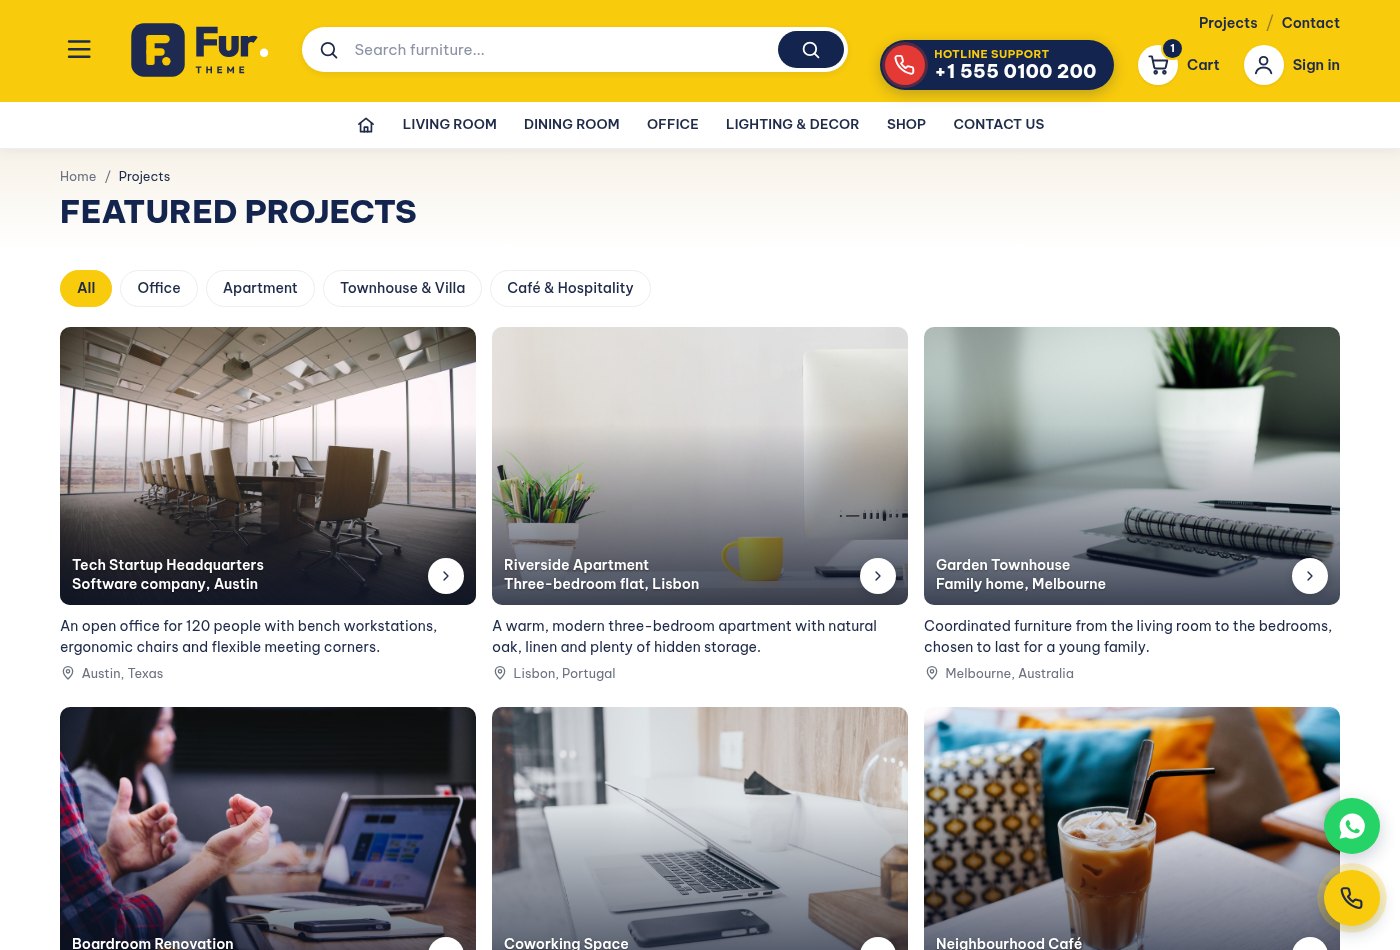 Projects / Contact
Fur.
THEME
Search furniture...
HOTLINE SUPPORT
+1 555 0100 200
1
Cart
Sign in
LIVING ROOM
DINING ROOM
OFFICE
LIGHTING & DECOR
SHOP
CONTACT US
Home / Projects
FEATURED PROJECTS
All
Office
Apartment
Townhouse & Villa
Café & Hospitality
Tech Startup Headquarters
Software company, Austin
An open office for 120 people with bench workstations,
ergonomic chairs and flexible meeting corners.
Austin, Texas
Riverside Apartment
Three-bedroom flat, Lisbon
A warm, modern three-bedroom apartment with natural
oak, linen and plenty of hidden storage.
Lisbon, Portugal
Garden Townhouse
Family home, Melbourne
Coordinated furniture from the living room to the bedrooms,
chosen to last for a young family.
Melbourne, Australia
Boardroom Renovation
Coworking Space
Neighbourhood Café